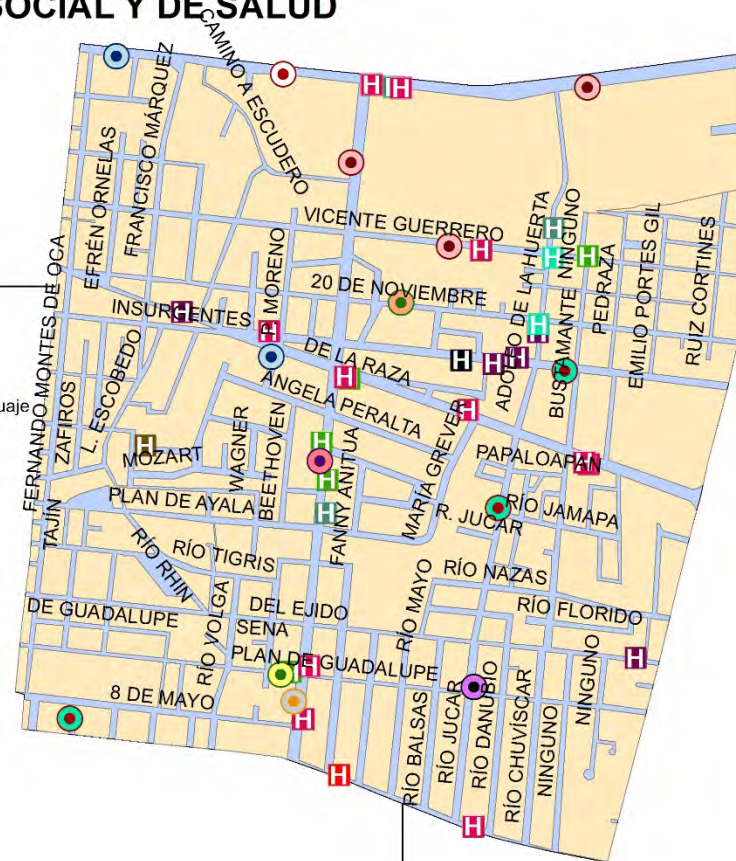 SOCIAL Y DE SALUD
CAMINO A ESCUDERO
FRANCISCO MÁRQUEZ
EFRÉN ORNELAS
VICENTE GUERRERO
P. MORENO
20 DE NOVIEMBRE
ADOLFO DE LA HUERTA
BUSTAMANTE NINGUNO
PEDRAZA
EMILIO PORTES GIL
RUIZ CORTINES
FERNANDO MONTES DE OCA
INSURGENTES
H
H
H
H
H
H
H
H
H
H
H
H
H
DE LA RAZA
ZAFIROS
L. ESCOBEDO
uaje
ÁNGELA PERALTA
H
H
MOZART
WAGNER
BEETHOVEN
H
H
H
FANNY ANITUA
MARÍA GREVER
PAPALOAPAN
H
PLAN DE AYALA
TAJÍN
R. JUCAR
RÍO JAMAPA
RÍO RHIN
RÍO TIGRIS
RÍO NAZAS
RÍO VOLGA
DE GUADALUPE
DEL EJIDO
SENA
RÍO MAYO
RÍO FLORIDO
PLAN DE GUADALUPE
H
H
NINGUNO
8 DE MAYO
H
RÍO BALSAS
RÍO JUCAR
RÍO DANUBIO
RÍO CHUVÍSCAR
NINGUNO
H
H